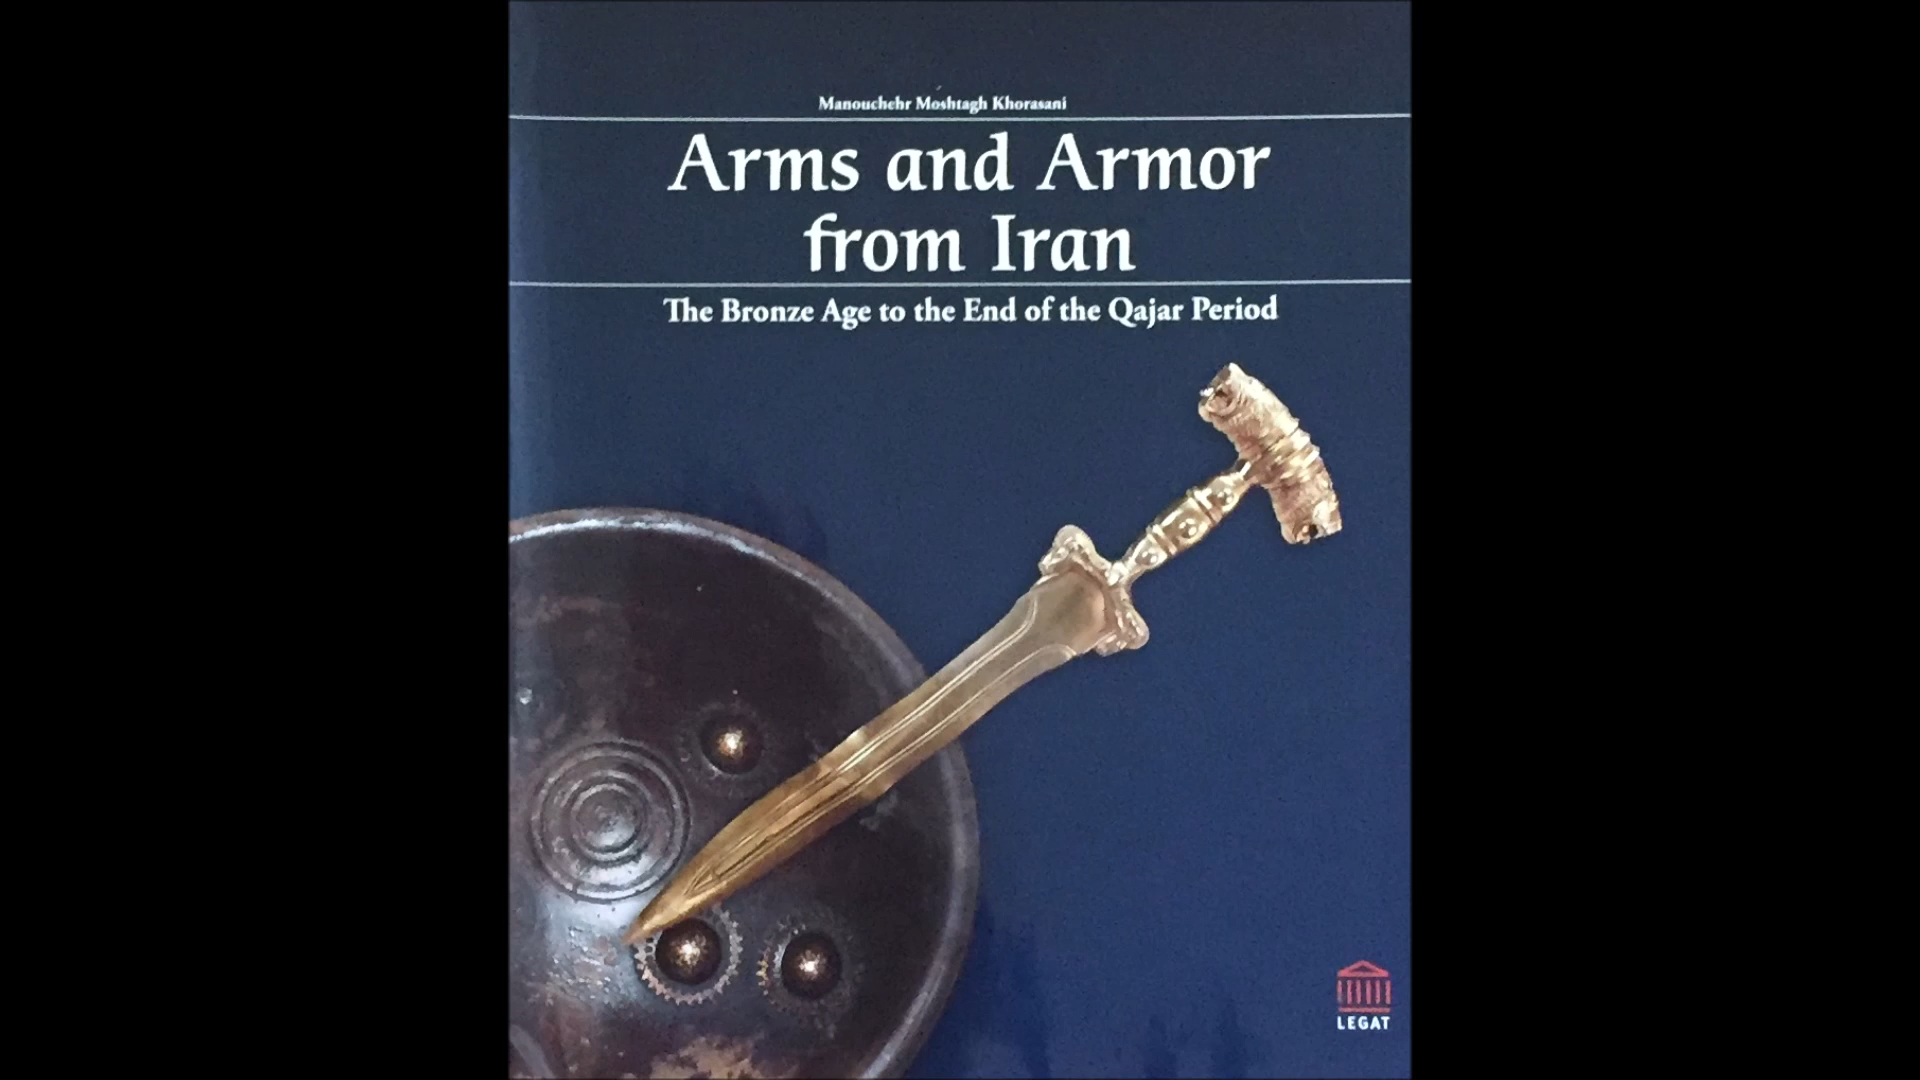 Manouchehr Moshtagh Khorasani
Arms and Armor
from Iran
The Bronze Age to the End of the Qajar Period
LEGAT